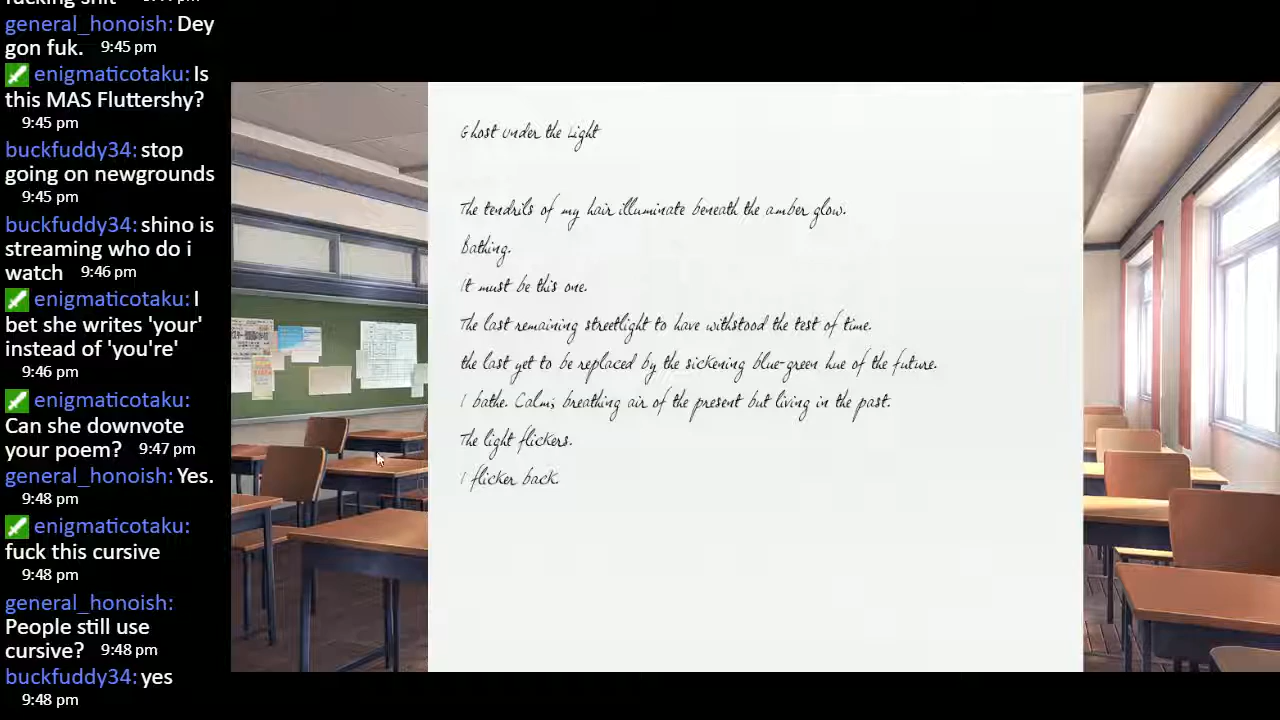 general_honoish: Dey
gon fuk. 9:45 pm
enigmaticotaku: Is
this MAS Fluttershy?
9:45 pm
buckfuddy34: stop
going on newgrounds
9:45 pm
buckfuddy34: shino is
streaming who do i
watch 9:46 pm
enigmaticotaku: I
bet she writes 'your'
instead of 'you're'
9:46 pm
enigmaticotaku:
Can she downvote
your poem? 9:47 pm
general_honoish: Yes.
9:48 pm
enigmaticotaku:
fuck this cursive
9:48 pm
general_honoish:
People still use
cursive? 9:48 pm
buckfuddy34: yes
9:48 pm
Ghost Under the Light
The tendrils of my hair illuminate beneath the amber glow.
Bathing.
It must be this one.
The last remaining streetlight to have withstood the test of time.
the last yet to be replaced by the sickening blue-green hue of the future.
I bathe. Calm; breathing air of the present but living in the past.
The light flickers.
I flicker back.